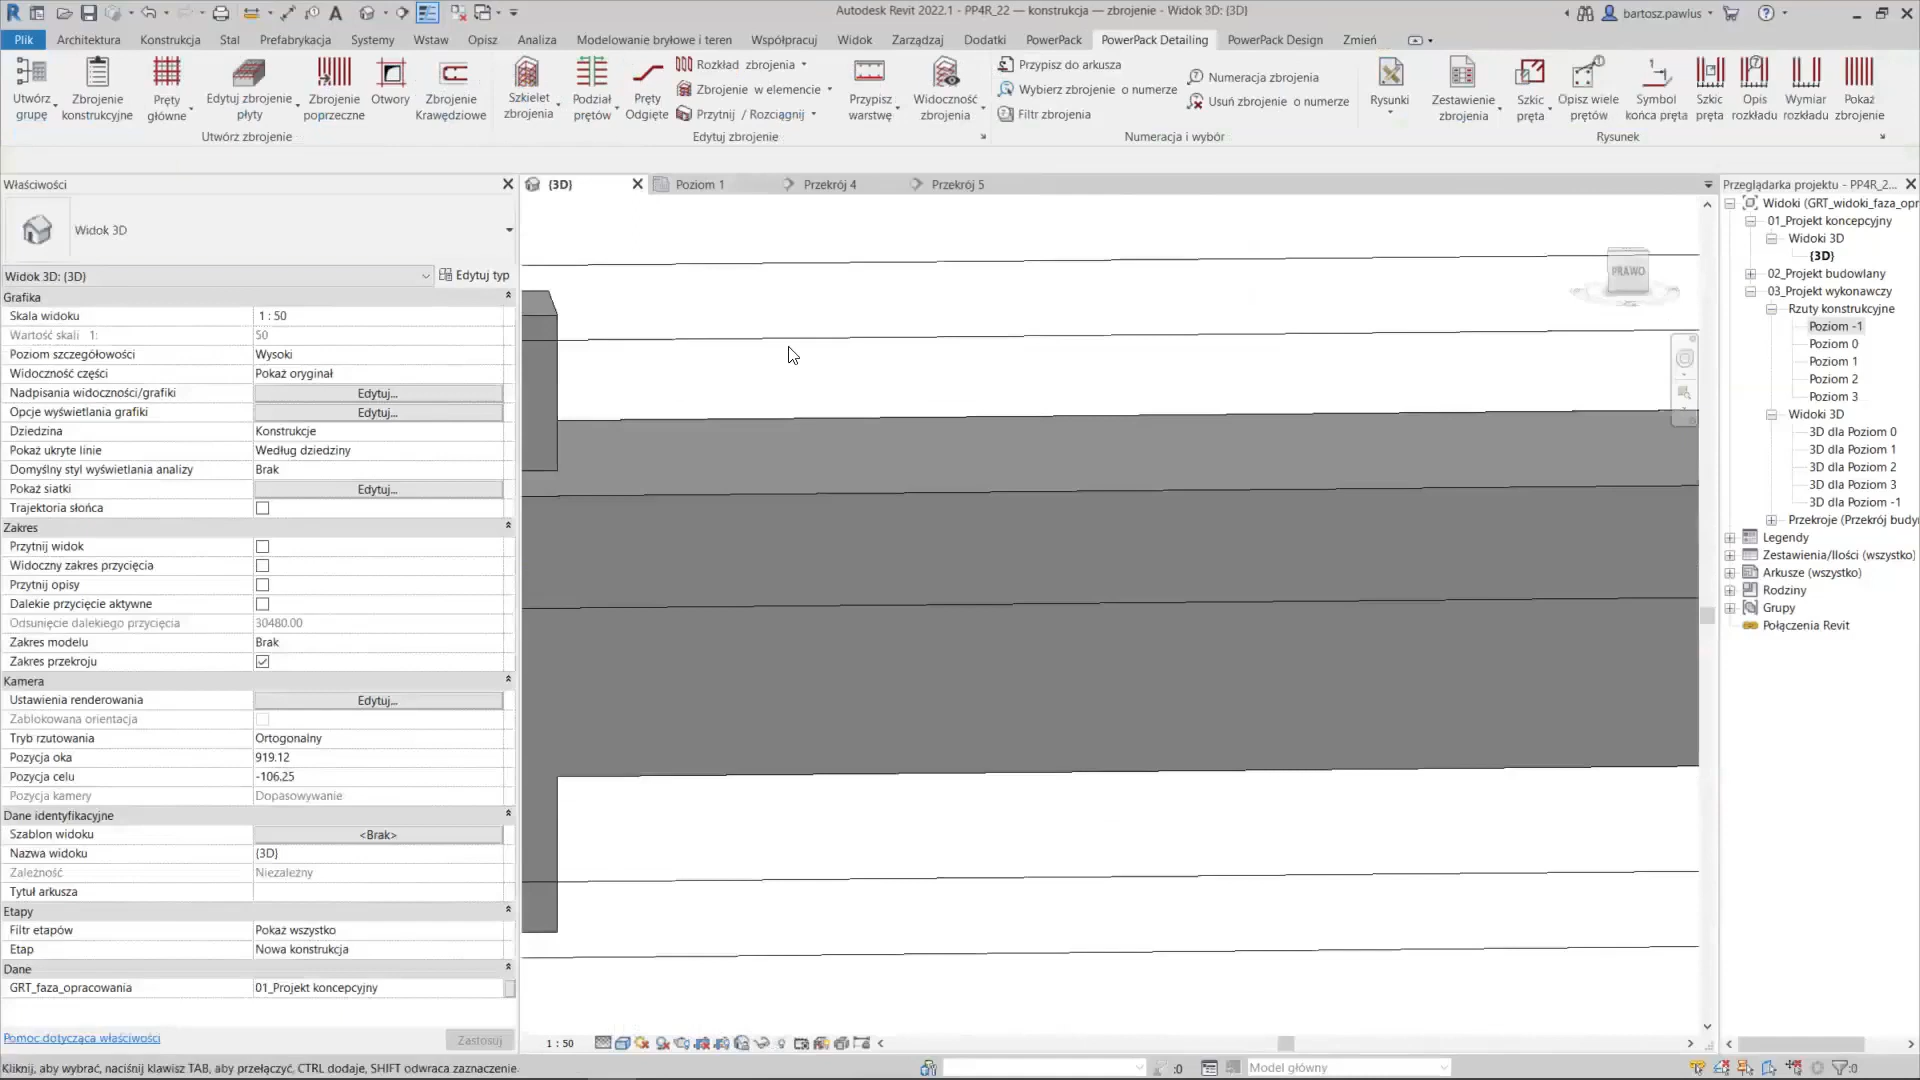 Autodesk Revit 2022.1 - PP4R_22 — konstrukcja — zbrojenie - Widok 3D: {3D}
bartosz.pawlus
Plik Architektura Konstrukcja Stal Prefabrykacja Systemy Wstaw Opisz Analiza Modelowanie bryłowe i teren Współpracuj Widok Zarządzaj Dodatki PowerPack PowerPack Detailing PowerPack Design Zmień
Utwórz grupę
Zbrojenie konstrukcyjne
Pręty główne
Edytuj zbrojenie płyty
Zbrojenie poprzeczne
Otwory
Zbrojenie Krawędziowe
Szkielet zbrojenia
Podział prętów
Pręty Odgięte
Rozkład zbrojenia
Zbrojenie w elemencie
Przytnij / Rozciągnij
Przypisz warstwę
Widoczność zbrojenia
Przypisz do arkusza
Wybierz zbrojenie o numerze
Filtr zbrojenia
Numeracja zbrojenia
Usuń zbrojenie o numerze
Rysunki
Zestawienie zbrojenia
Szkic pręta
Opisz wiele prętów
Symbol końca pręta
Szkic pręta
Opis rozkładu
Wymiar rozkładu
Pokaż zbrojenie
Utwórz zbrojenie
Edytuj zbrojenie
Numeracja i wybór
Rysunek
Właściwości
Widok 3D
Widok 3D: {3D}
Edytuj typ
Grafika
Skala widoku 1 : 50
Wartość skali 1: 50
Poziom szczegółowości Wysoki
Widoczność części Pokaż oryginał
Nadpisania widoczności/grafiki Edytuj...
Opcje wyświetlania grafiki Edytuj...
Dziedzina Konstrukcje
Pokaż ukryte linie Według dziedziny
Domyślny styl wyświetlania analizy Brak
Pokaż siatki Edytuj...
Trajektoria słońca
Zakres
Przytnij widok
Widoczny zakres przycięcia
Przytnij opisy
Dalekie przycięcie aktywne
Odsunięcie dalekiego przycięcia 30480.00
Zakres modelu Brak
Zakres przekroju
Kamera
Ustawienia renderowania Edytuj...
Zablokowana orientacja
Tryb rzutowania Ortogonalny
Pozycja oka 919.12
Pozycja celu -106.25
Pozycja kamery Dopasowywanie
Dane identyfikacyjne
Szablon widoku <Brak>
Nazwa widoku {3D}
Zależność Niezależny
Tytuł arkusza
Etapy
Filtr etapów Pokaż wszystko
Etap Nowa konstrukcja
Dane
GRT_faza_opracowania 01_Projekt koncepcyjny
Pomoc dotycząca właściwości
Zastosuj
{3D}
Poziom 1
Przekrój 4
Przekrój 5
PRAWO
Przeglądarka projektu - PP4R_2...
Widoki (GRT_widoki_faza_opr
01_Projekt koncepcyjny
Widoki 3D
{3D}
02_Projekt budowlany
03_Projekt wykonawczy
Rzuty konstrukcyjne
Poziom -1
Poziom 0
Poziom 1
Poziom 2
Poziom 3
Widoki 3D
3D dla Poziom 0
3D dla Poziom 1
3D dla Poziom 2
3D dla Poziom 3
3D dla Poziom -1
Przekroje (Przekrój budy
Legendy
Zestawienia/Ilości (wszystko)
Arkusze (wszystko)
Rodziny
Grupy
Połączenia Revit
1 : 50
Kliknij, aby wybrać, naciśnij klawisz TAB, aby przełączyć, CTRL dodaje, SHIFT odwraca zaznaczenie.
:0
Model główny
:0